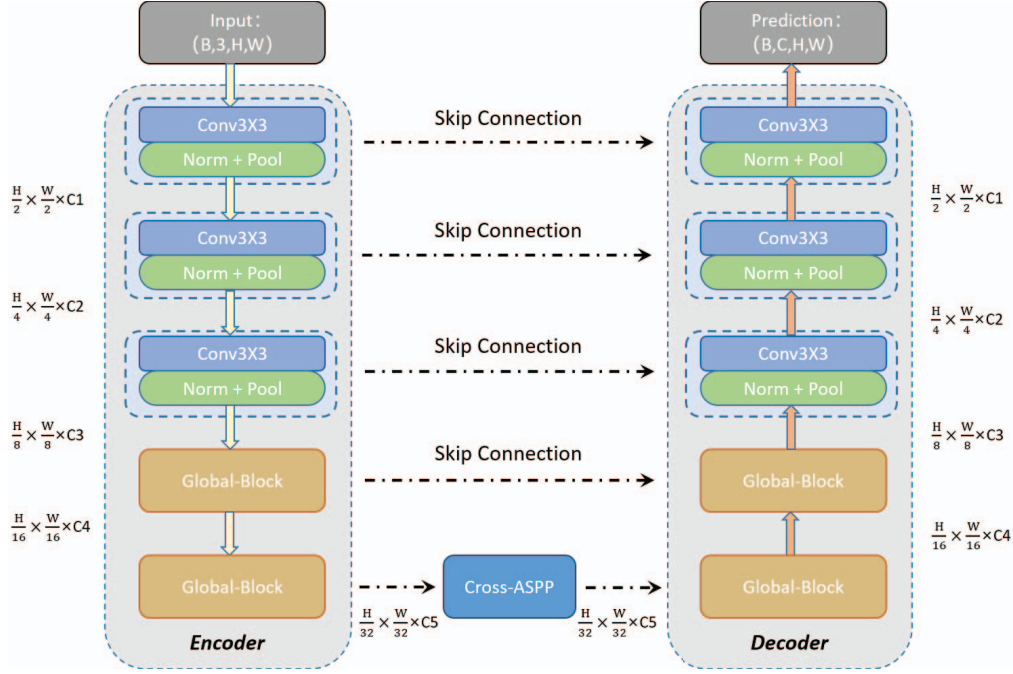 Input:
(B,3,H,W)
Prediction:
(B,C,H,W)
Conv3X3
Norm + Pool
Skip Connection
Conv3X3
Norm + Pool
H/2 × W/2 ×C1
H/2 × W/2 ×C1
Conv3X3
Norm + Pool
Skip Connection
Conv3X3
Norm + Pool
H/4 × W/4 ×C2
H/4 × W/4 ×C2
Conv3X3
Norm + Pool
Skip Connection
Conv3X3
Norm + Pool
H/8 × W/8 ×C3
H/8 × W/8 ×C3
Global-Block
Skip Connection
Global-Block
H/16 × W/16 ×C4
H/16 × W/16 ×C4
Global-Block
Cross-ASPP
Global-Block
H/32 × W/32 ×C5
H/32 × W/32 ×C5
Encoder
Decoder